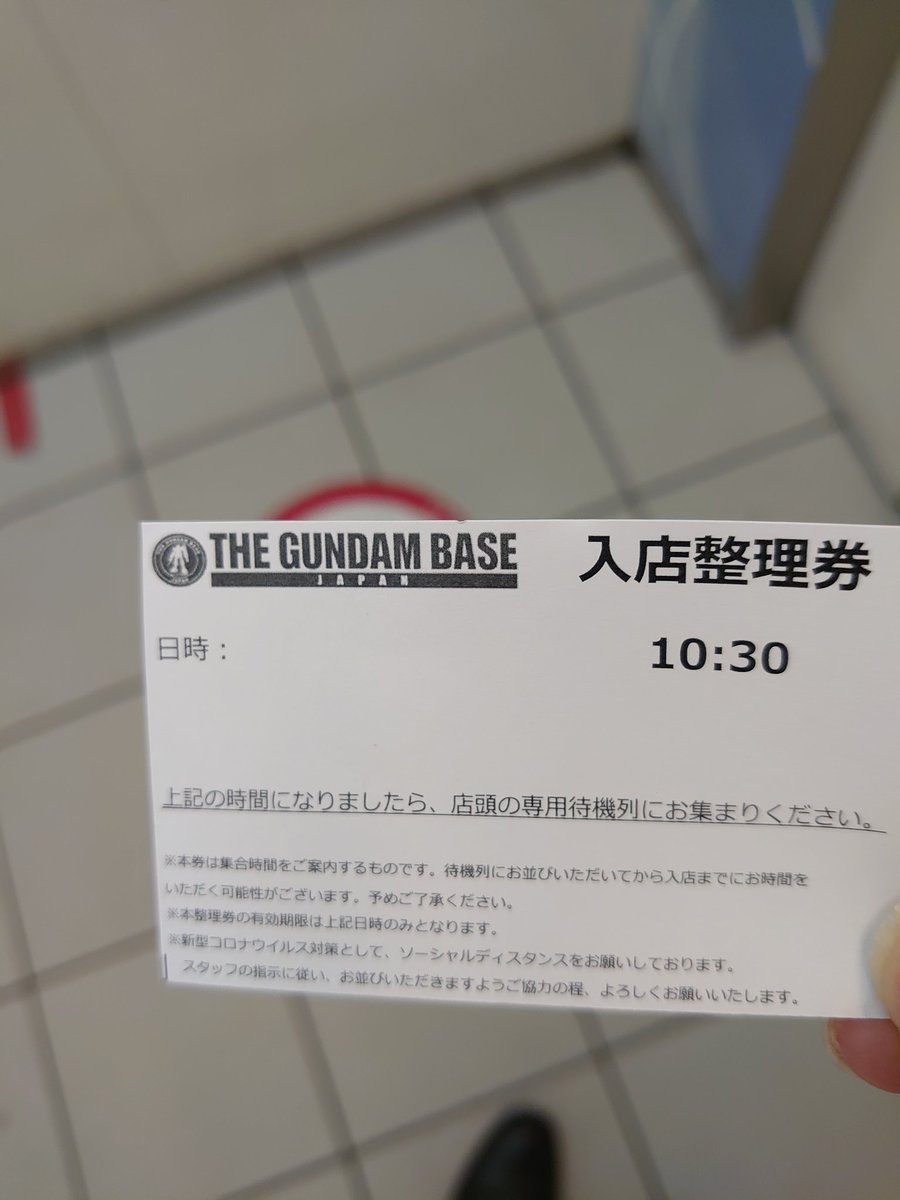 THE GUNDAM BASE
JAPAN
入店整理券
日時：
10:30
上記の時間になりましたら、店頭の専用待機列にお集まりください。
※本券は集合時間をご案内するものです。待機列にお並びいただいてから入店までにお時間を
いただく可能性がございます。予めご了承ください。
※本整理券の有効期限は上記日時のみとなります。
※新型コロナウイルス対策として、ソーシャルディスタンスをお願いしております。
スタッフの指示に従い、お並びいただきますようご協力の程、よろしくお願いいたします。